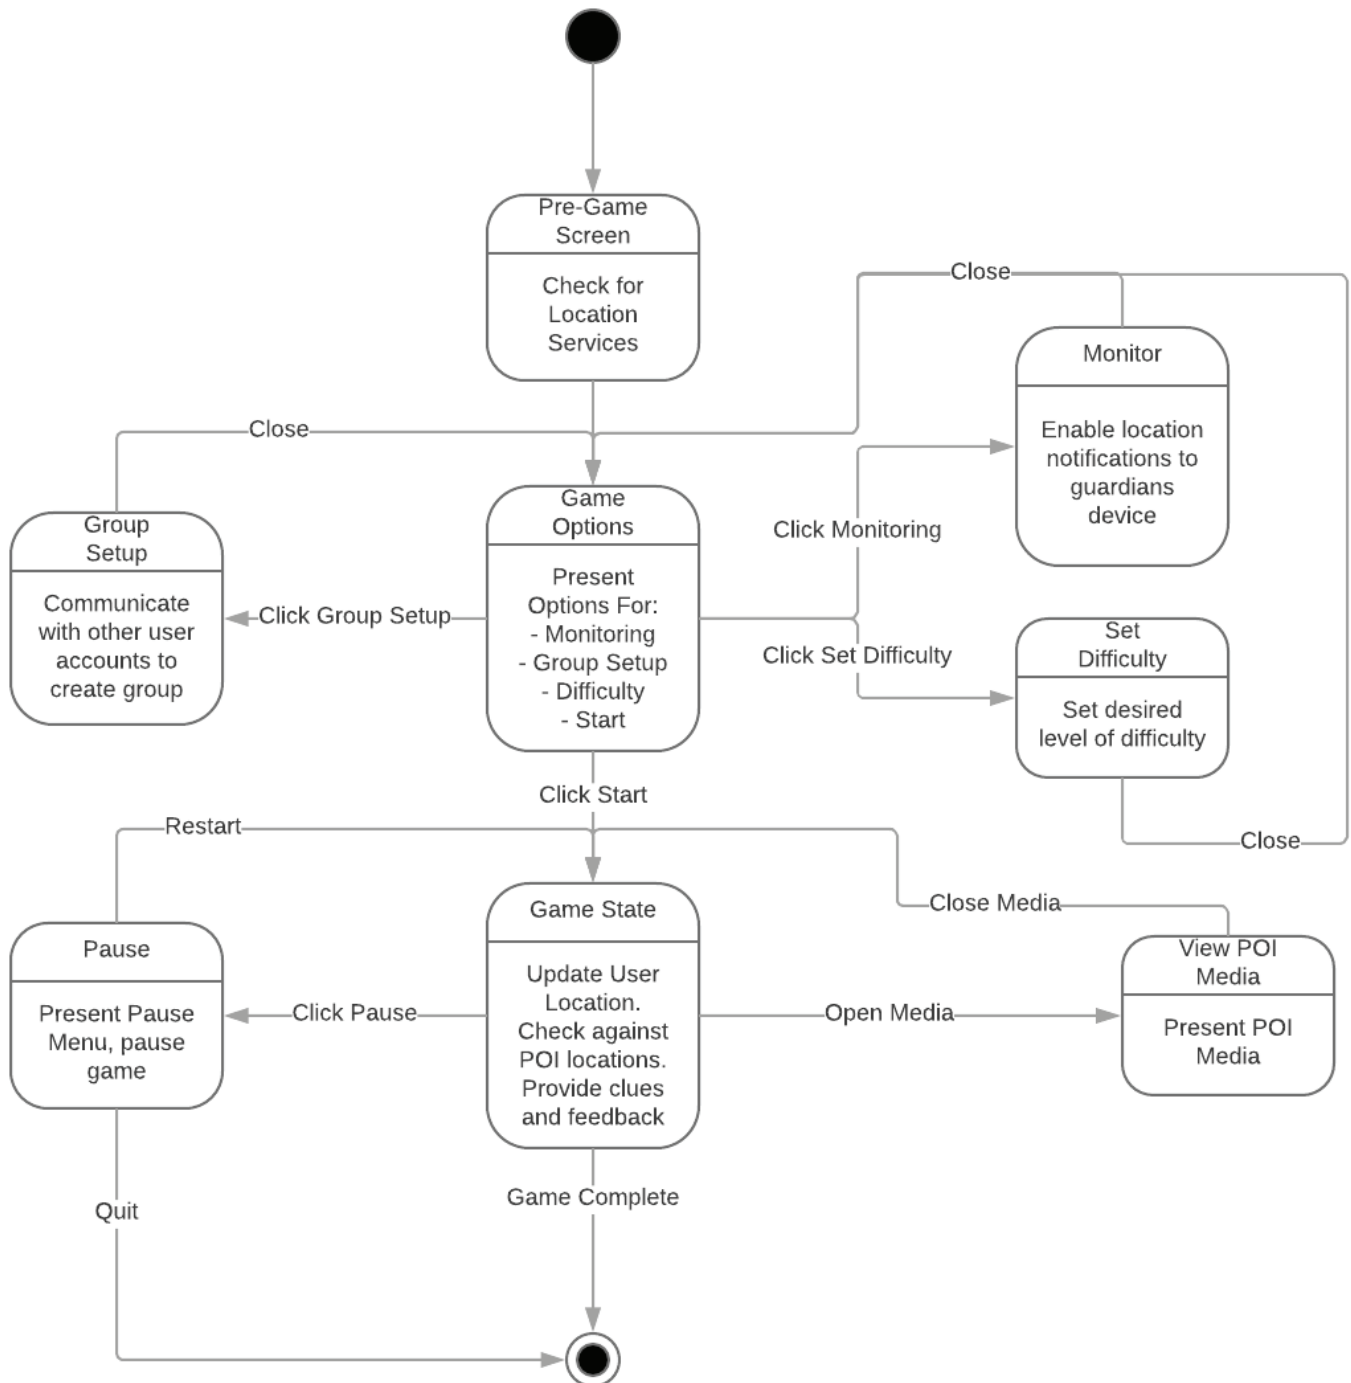 Pre-Game
Screen
Check for
Location
Services
Close
Monitor
Enable location
notifications to
guardians
device
Close
Group
Setup
Communicate
with other user
accounts to
create group
Click Group Setup
Game
Options
Present
Options For:
- Monitoring
- Group Setup
- Difficulty
- Start
Click Monitoring
Click Set Difficulty
Set
Difficulty
Set desired
level of difficulty
Close
Click Start
Restart
Close Media
Pause
Present Pause
Menu, pause
game
Click Pause
Game State
Update User
Location.
Check against
POI locations.
Provide clues
and feedback
Open Media
View POI
Media
Present POI
Media
Quit
Game Complete